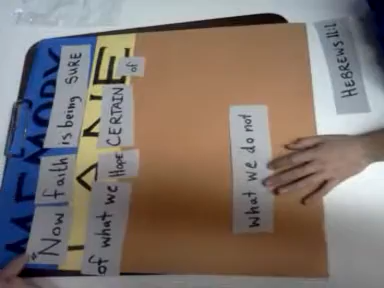 MEMORY
LANE
"Now faith is being SURE
of what we HOPE CERTAIN of
what we do not
HEBREWS 11:1